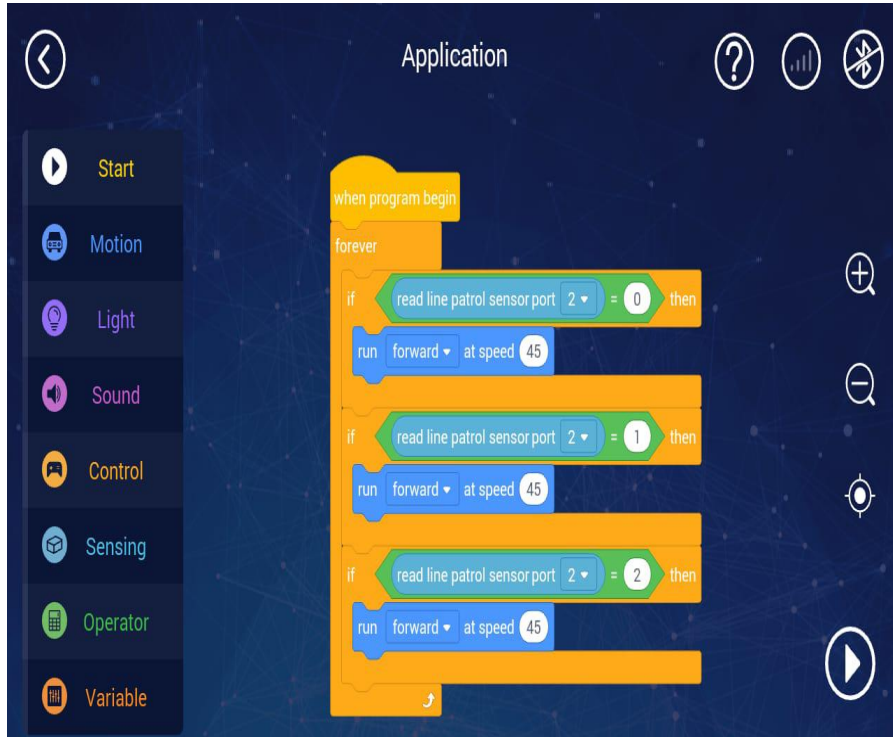 Application
Start
Motion
Light
Sound
Control
Sensing
Operator
Variable
when program begin
forever
if read line patrol sensor port 2 = 0 then
run forward at speed 45
if read line patrol sensor port 2 = 1 then
run forward at speed 45
if read line patrol sensor port 2 = 2 then
run forward at speed 45